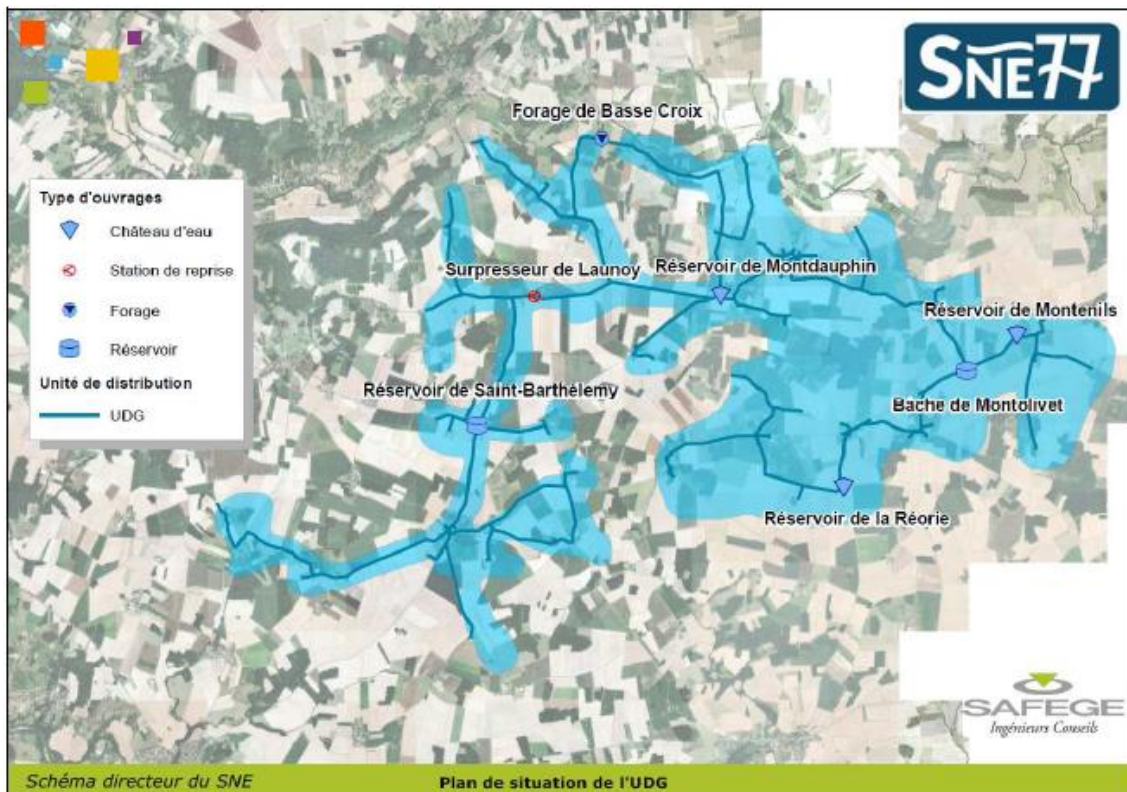 SNE77
Forage de Basse Croix
Type d'ouvrages
Château d'eau
Station de reprise
Forage
Réservoir
Unité de distribution
UDG
Surpresseur de Launoy
Réservoir de Montdauphin
Réservoir de Montenils
Réservoir de Saint-Barthélemy
Bache de Montolivet
Réservoir de la Réorie
SAFEGE
Ingénieurs Conseils
Schéma directeur du SNE
Plan de situation de l'UDG